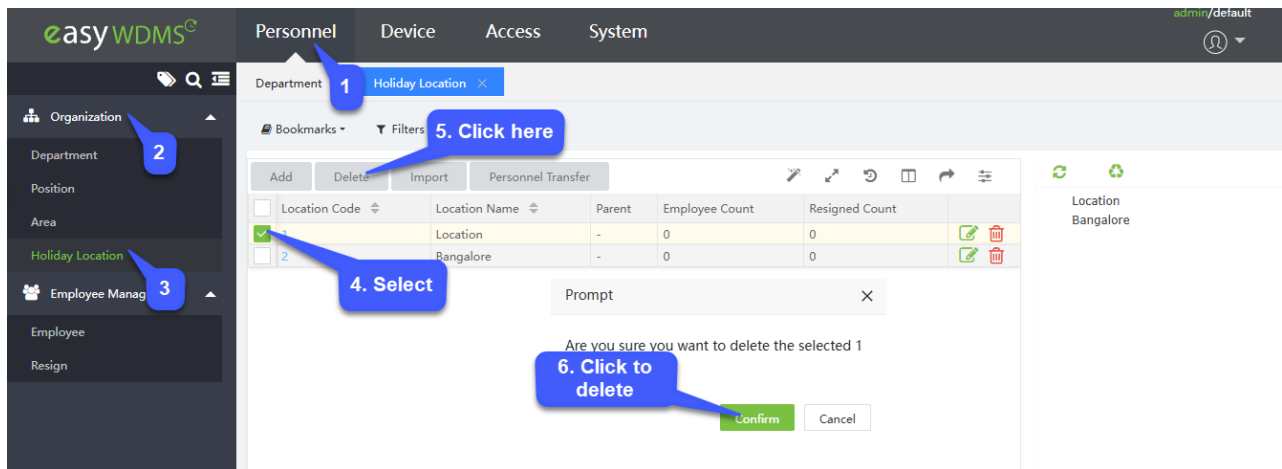 admin/default
easy WDMS
Personnel Device Access System
1
Department Holiday Location ×
Organization
2
Bookmarks Filters
5. Click here
Department
Position
Area
Holiday Location
3
Employee Manag
Employee
Resign
Add Delete Import Personnel Transfer
Location Code Location Name Parent Employee Count Resigned Count
1 Location - 0 0
2 Bangalore - 0 0
4. Select
Location
Bangalore
Prompt ×
Are you sure you want to delete the selected 1
6. Click to
delete
Confirm Cancel